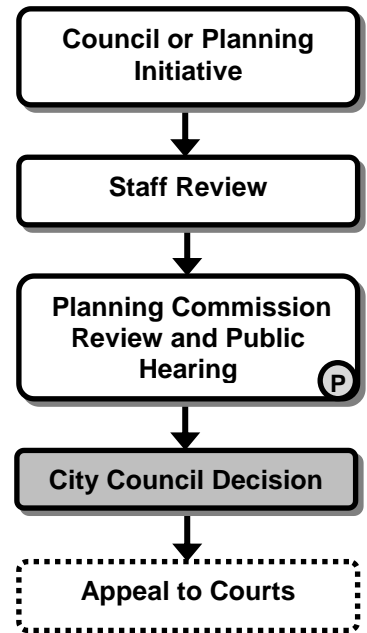 Council or Planning
Initiative
Staff Review
Planning Commission
Review and Public
Hearing
P
City Council Decision
Appeal to Courts